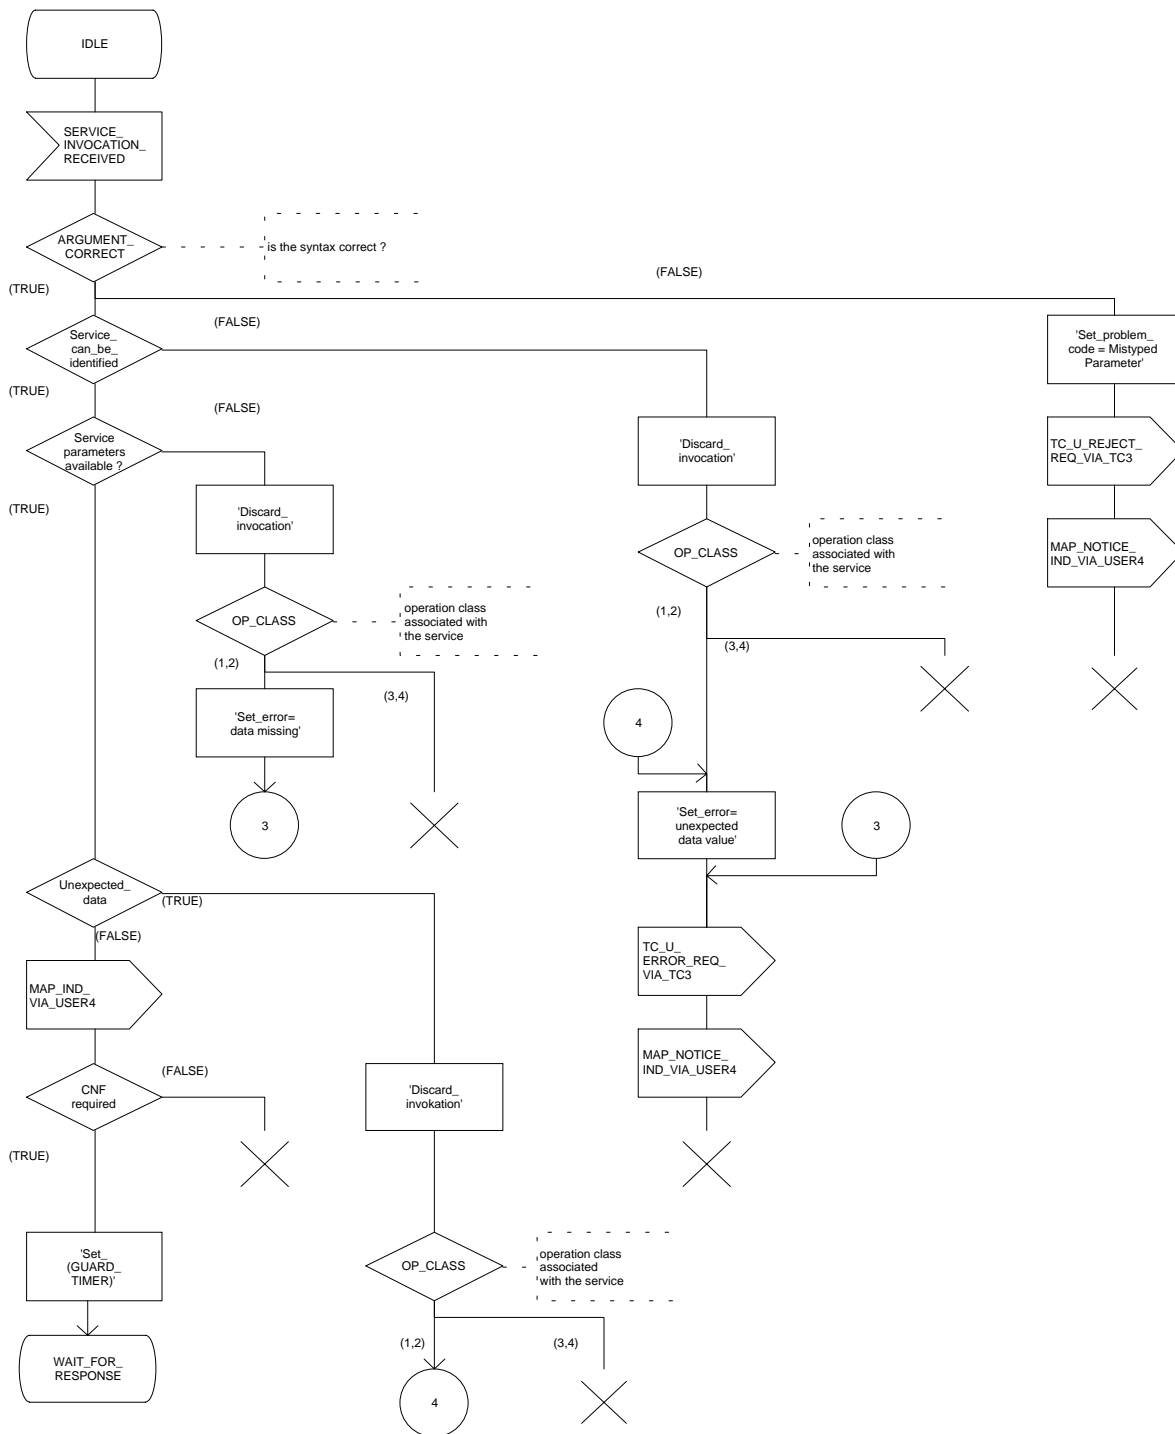 IDLE
SERVICE_
INVOCATION_
RECEIVED
ARGUMENT_
CORRECT
is the syntax correct ?
(TRUE)
(FALSE)
Service_
can_be_
identified
(FALSE)
'Set_problem_
code = Mistyped
Parameter'
(TRUE)
(FALSE)
Service
parameters
available ?
'Discard_
invocation'
TC_U_REJECT_
REQ_VIA_TC3
(TRUE)
'Discard_
invocation'
OP_CLASS
operation class
associated with
the service
MAP_NOTICE_
IND_VIA_USER4
OP_CLASS
operation class
associated with
the service
(1,2)
(3,4)
(1,2)
(3,4)
'Set_error=
data missing'
4
3
'Set_error=
unexpected
data value'
3
Unexpected_
data
(TRUE)
(FALSE)
TC_U_
ERROR_REQ_
VIA_TC3
MAP_IND_
VIA_USER4
MAP_NOTICE_
IND_VIA_USER4
CNF
required
(FALSE)
'Discard_
invokation'
(TRUE)
'Set_
(GUARD_
TIMER)'
OP_CLASS
operation class
associated
with the service
(1,2)
(3,4)
WAIT_FOR_
RESPONSE
4